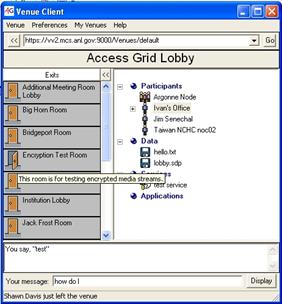 Venue Client
Venue Preferences My Venues Help
<< https://vv2.mcs.anl.gov:9000/Venues/default Go
Access Grid Lobby
Exits <<
Additional Meeting Room
Lobby
Big Horn Room
Bridgeport Room
Encryption Test Room
This room is for testing encrypted media streams.
Institution Lobby
Jack Frost Room
Participants
Argonne Node
Ivan's Office
Jim Senechal
Taiwan NCHC noc02
Data
hello.txt
lobby.sdp
Services
test service
Applications
You say, "test"
Your message: how do I Display
Shawn Davis just left the venue